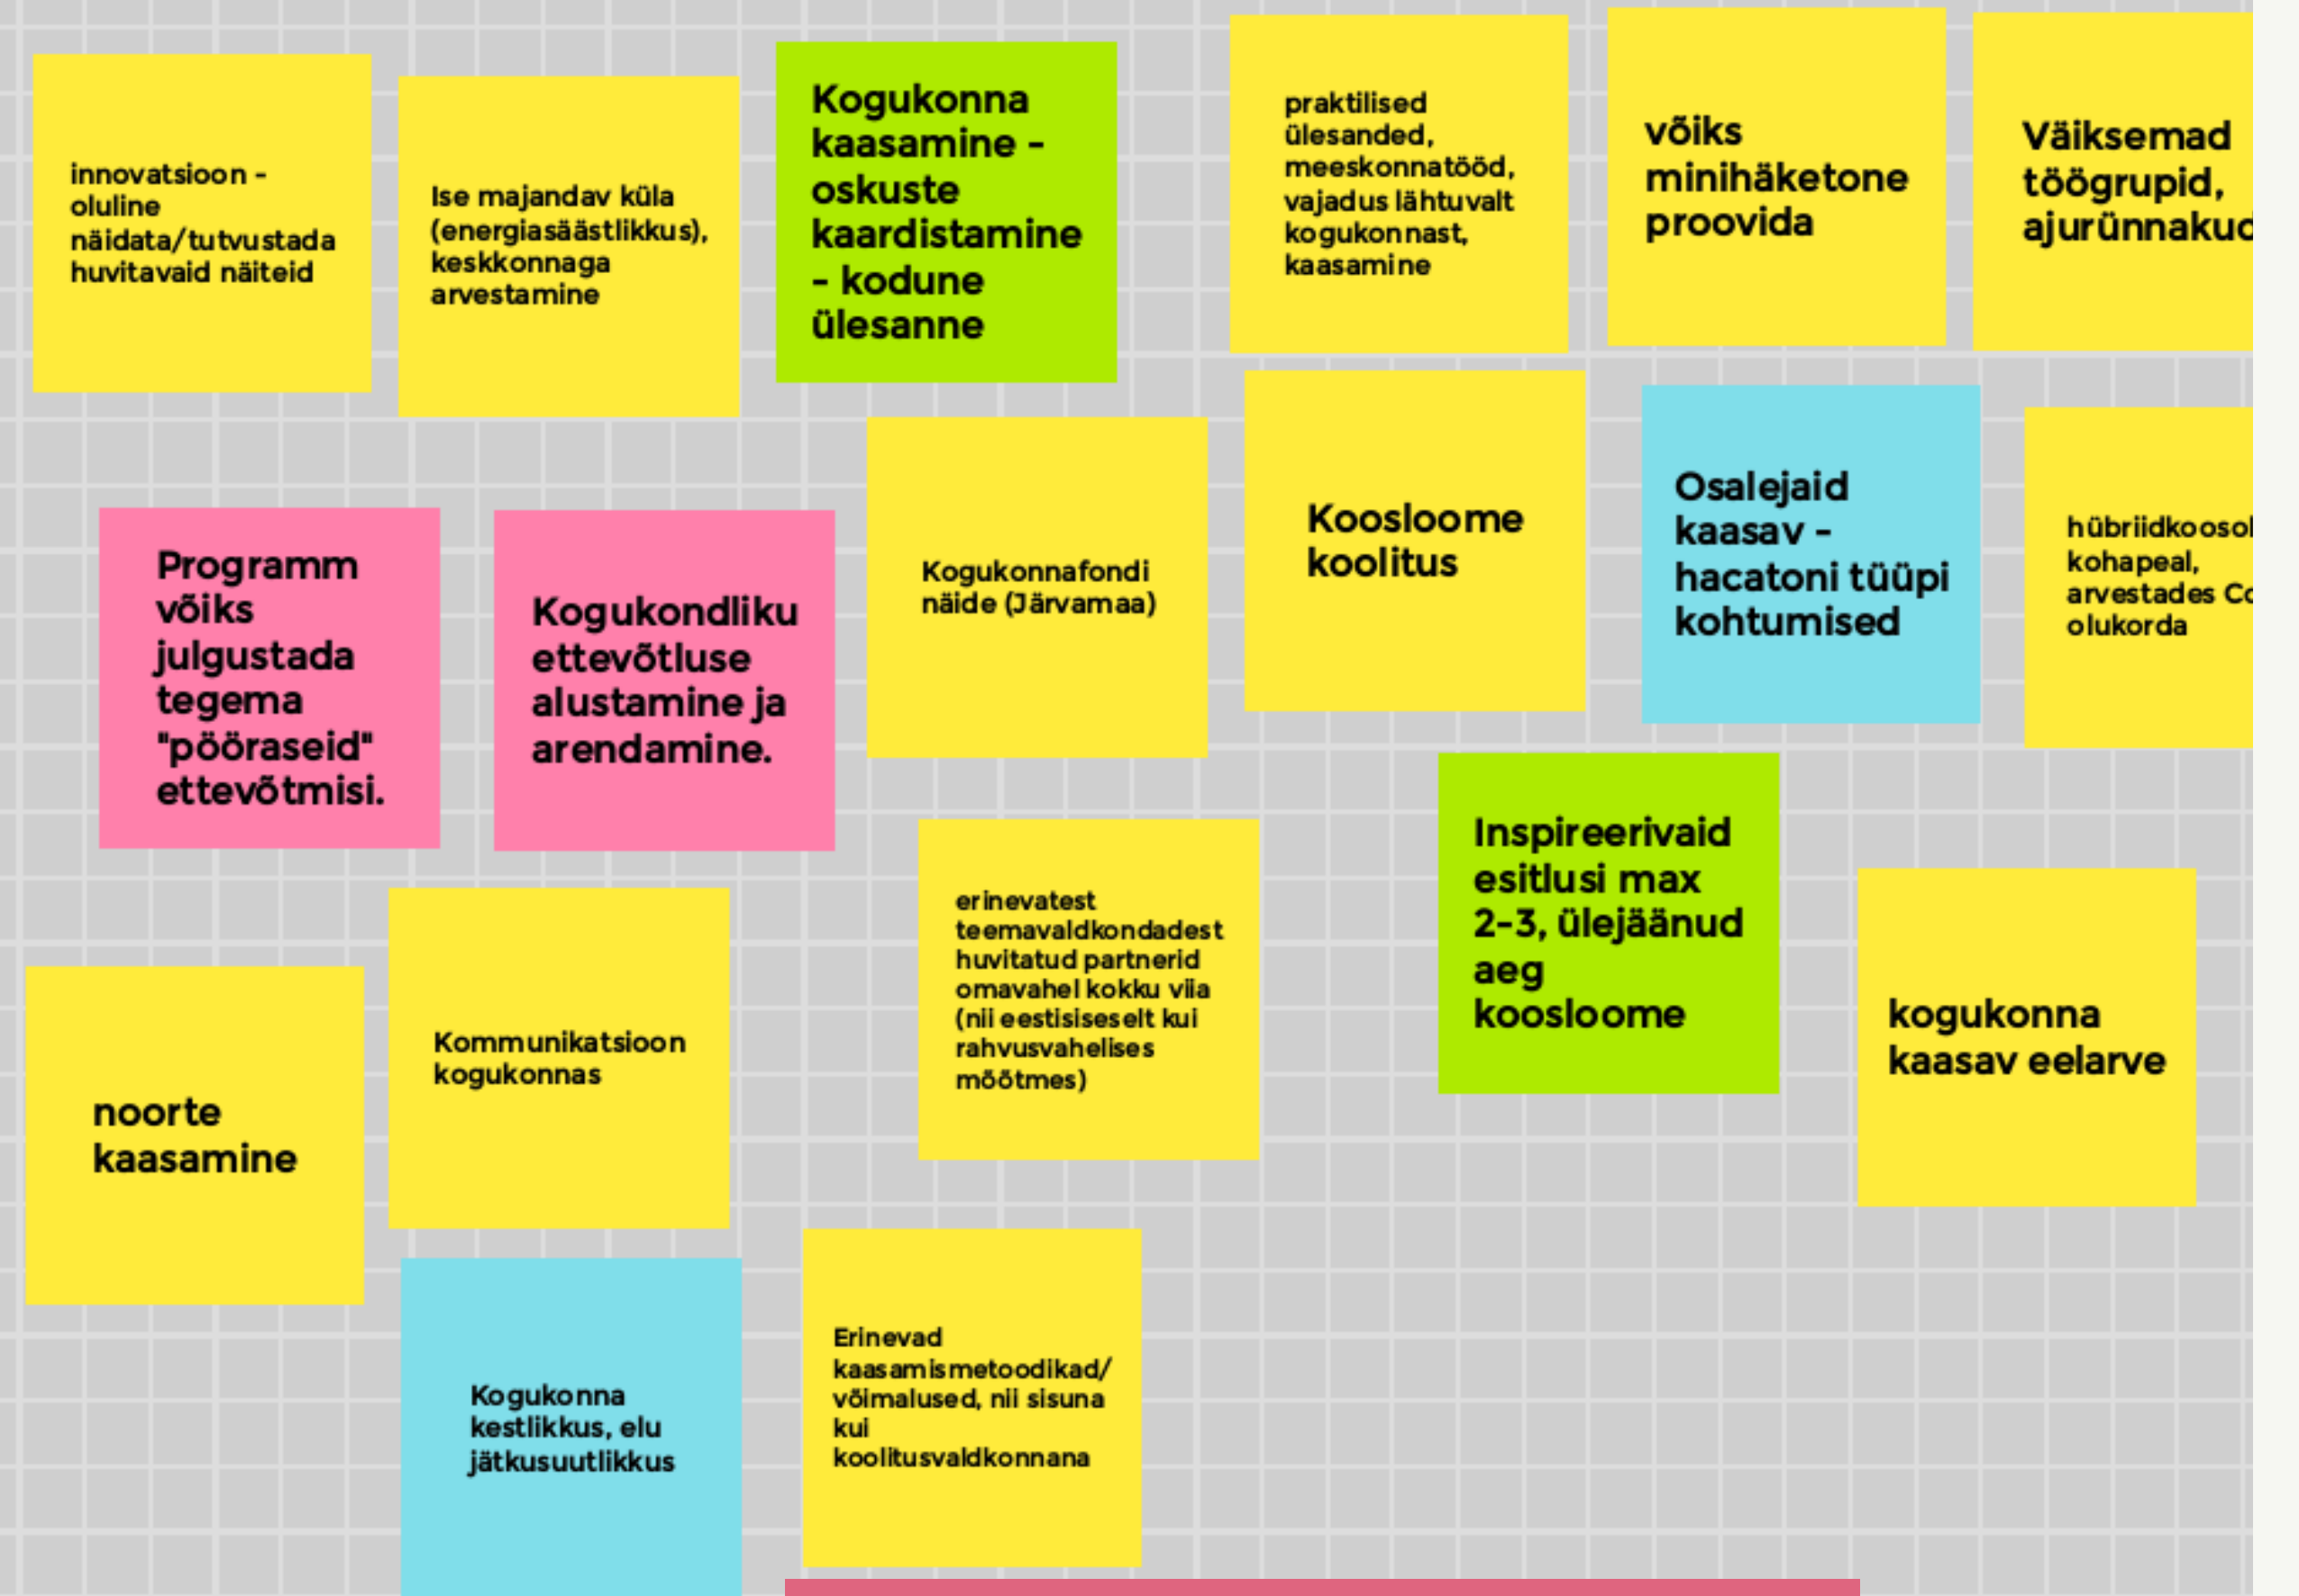 innovatsioon -
oluline
näidata/tutvustada
huvitavaid näiteid
Ise majandav küla
(energiasäästlikkus),
keskkonnaga
arvestamine
Kogukonna
kaasamine -
oskuste
kaardistamine
- kodune
ülesanne
praktilised
ülesanded,
meeskonnatööd,
vajadus lähtuvalt
kogukonnast,
kaasamine
võiks
minihäketone
proovida
Väiksemad
töögrupid,
ajurünnakud
Programm
võiks
julgustada
tegema
"pööraseid"
ettevõtmisi.
Kogukondliku
ettevõtluse
alustamine ja
arendamine.
Kogukonnafondi
näide (Järvamaa)
Koosloome
koolitus
Osalejaid
kaasav -
hacatoni tüüpi
kohtumised
kohapeal,
arvestades
olukorda
noorte
kaasamine
Kommunikatsioon
kogukonnas
erinevatest
teemavaldkondadest
huvitatud partnerid
omavahel kokku viia
(nii eestisiseselt kui
rahvusvahelises
mõõtmes)
Inspireerivaid
esitlusi max
2-3, ülejäänud
aeg
koosloome
kogukonna
kaasav eelarve
Kogukonna
kestlikkus, elu
jätkusuutlikkus
Erinevad
kaasamismetoodikad/
võimalused, nii sisuna
kui
koolitusvaldkonnana